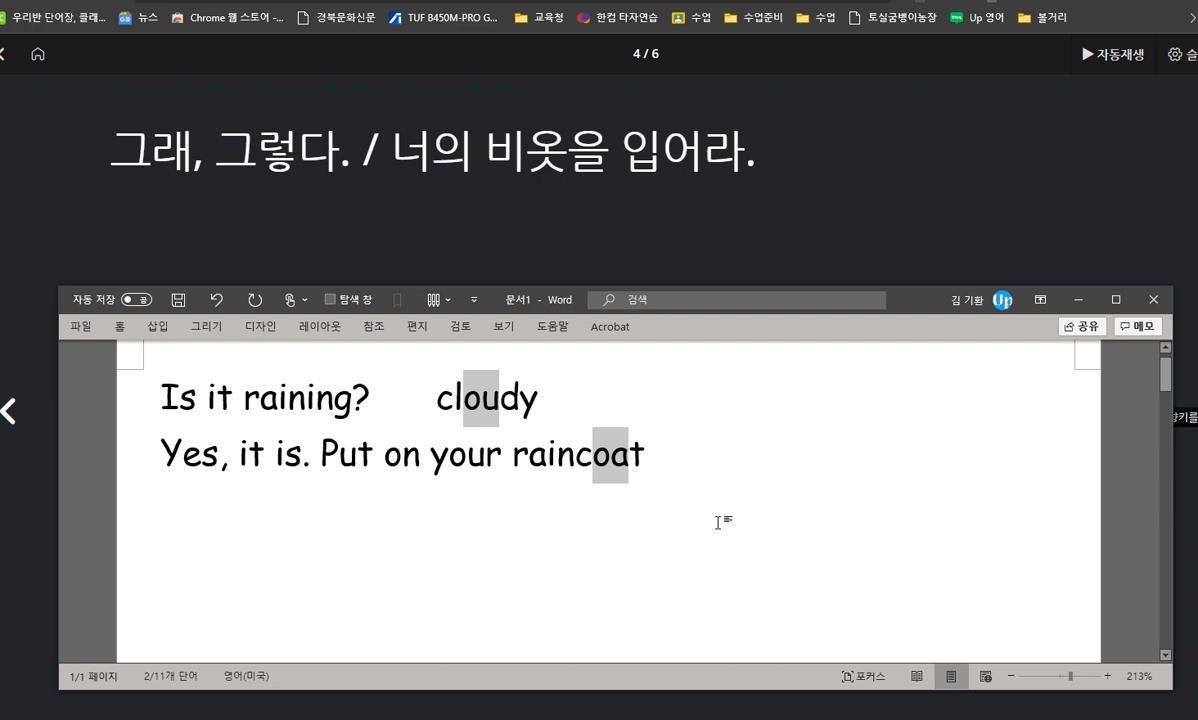 우리반 단어장, 클래... 뉴스 Chrome 웹 스토어 -... 경북문화신문 TUF B450M-PRO G... 교육청 한컴 타자연습 수업 수업준비 수업 토실굼벵이농장 Up 영어 볼거리
4 / 6 자동재생 슬
그래, 그렇다. / 너의 비옷을 입어라.
자동 저장 끔 탐색 창 문서1 - Word 검색 김 기환 Up
파일 홈 삽입 그리기 디자인 레이아웃 참조 편지 검토 보기 도움말 Acrobat 공유 메모
Is it raining? cloudy
향키를
Yes, it is. Put on your raincoat
1/1 페이지 2/11개 단어 영어(미국) 포커스 213%